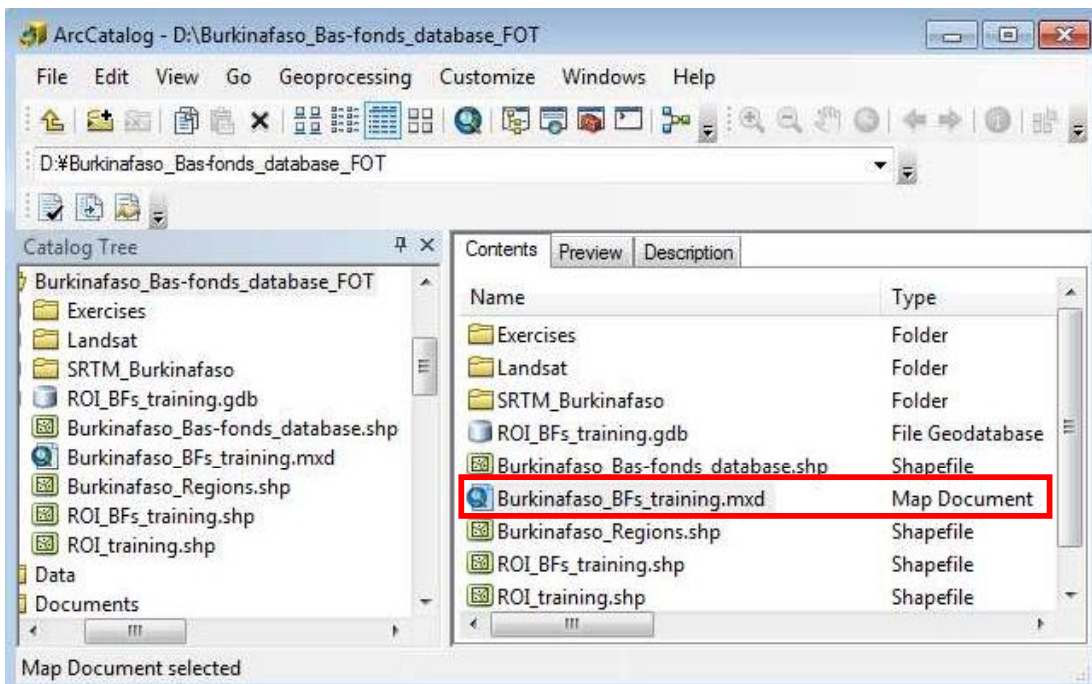 ArcCatalog - D:\Burkinafaso_Bas-fonds_database_FOT
File Edit View Go Geoprocessing Customize Windows Help
D:¥Burkinafaso_Bas-fonds_database_FOT
Catalog Tree
Burkinafaso_Bas-fonds_database_FOT
Exercises
Landsat
SRTM_Burkinafaso
ROI_BFs_training.gdb
Burkinafaso_Bas-fonds_database.shp
Burkinafaso_BFs_training.mxd
Burkinafaso_Regions.shp
ROI_BFs_training.shp
ROI_training.shp
Data
Documents
Contents Preview Description
Name Type
Exercises Folder
Landsat Folder
SRTM_Burkinafaso Folder
ROI_BFs_training.gdb File Geodatabase
Burkinafaso_Bas-fonds_database.shp Shapefile
Burkinafaso_BFs_training.mxd Map Document
Burkinafaso_Regions.shp Shapefile
ROI_BFs_training.shp Shapefile
ROI_training.shp Shapefile
Map Document selected